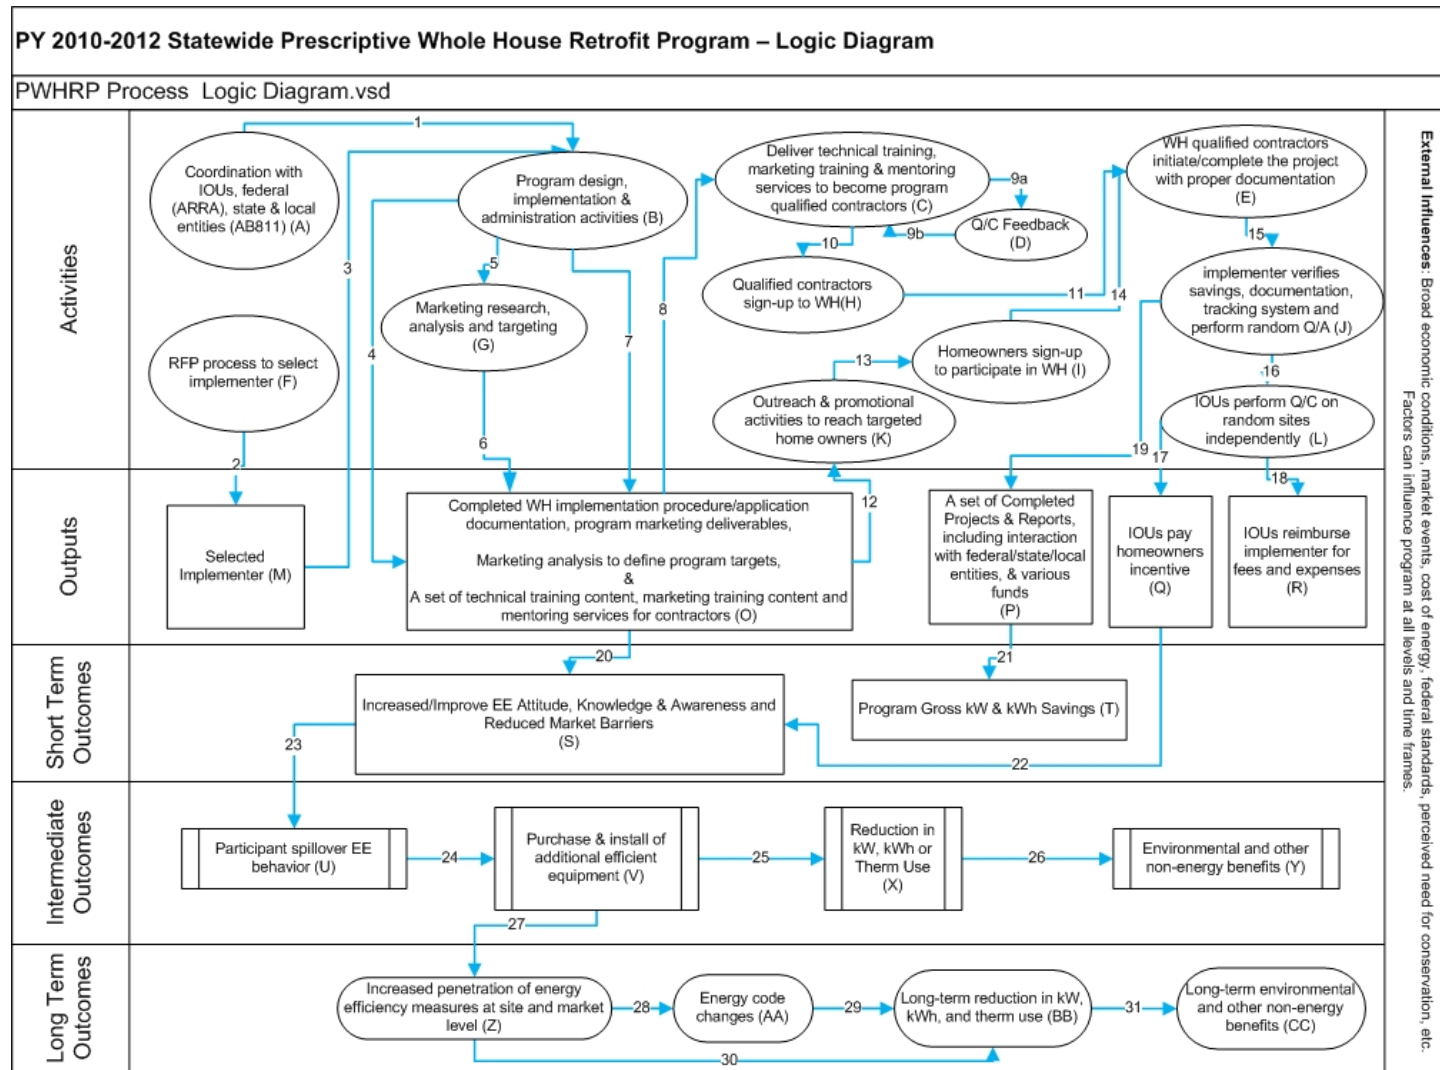 PY 2010-2012 Statewide Prescriptive Whole House Retrofit Program – Logic Diagram
PWHRP Process Logic Diagram.vsd
Activities
1
Coordination with
IOUs, federal
(ARRA), state & local
entities (AB811) (A)
Program design,
implementation &
administration activities (B)
Deliver technical training,
marketing training & mentoring
services to become program
qualified contractors (C)
9a
Q/C Feedback
(D)
9b
10
WH qualified contractors
initiate/complete the project
with proper documentation
(E)
15
3
5
Marketing research,
analysis and targeting
(G)
4
7
8
Qualified contractors
sign-up to WH(H)
11
14
implementer verifies
savings, documentation,
tracking system and
perform random Q/A (J)
RFP process to select
implementer (F)
13
Homeowners sign-up
to participate in WH (I)
16
Outreach & promotional
activities to reach targeted
home owners (K)
IOUs perform Q/C on
random sites
independently (L)
6
2
19
17
18
12
Outputs
Selected
Implementer (M)
Completed WH implementation procedure/application
documentation, program marketing deliverables,
Marketing analysis to define program targets,
&
A set of technical training content, marketing training content and
mentoring services for contractors (O)
A set of Completed
Projects & Reports,
including interaction
with federal/state/local
entities, & various
funds
(P)
IOUs pay
homeowners
incentive
(Q)
IOUs reimburse
implementer for
fees and expenses
(R)
Short Term
Outcomes
20
21
Increased/Improve EE Attitude, Knowledge & Awareness and
Reduced Market Barriers
(S)
Program Gross kW & kWh Savings (T)
22
23
Intermediate
Outcomes
Participant spillover EE
behavior (U)
24
Purchase & install of
additional efficient
equipment (V)
25
Reduction in
kW, kWh or
Therm Use
(X)
26
Environmental and other
non-energy benefits (Y)
27
Long Term
Outcomes
Increased penetration of energy
efficiency measures at site and market
level (Z)
28
Energy code
changes (AA)
29
Long-term reduction in kW,
kWh, and therm use (BB)
31
Long-term environmental
and other non-energy
benefits (CC)
30
External Influences: Broad economic conditions, market events, cost of energy, federal standards, perceived need for conservation, etc.
Factors can influence program at all levels and time frames.